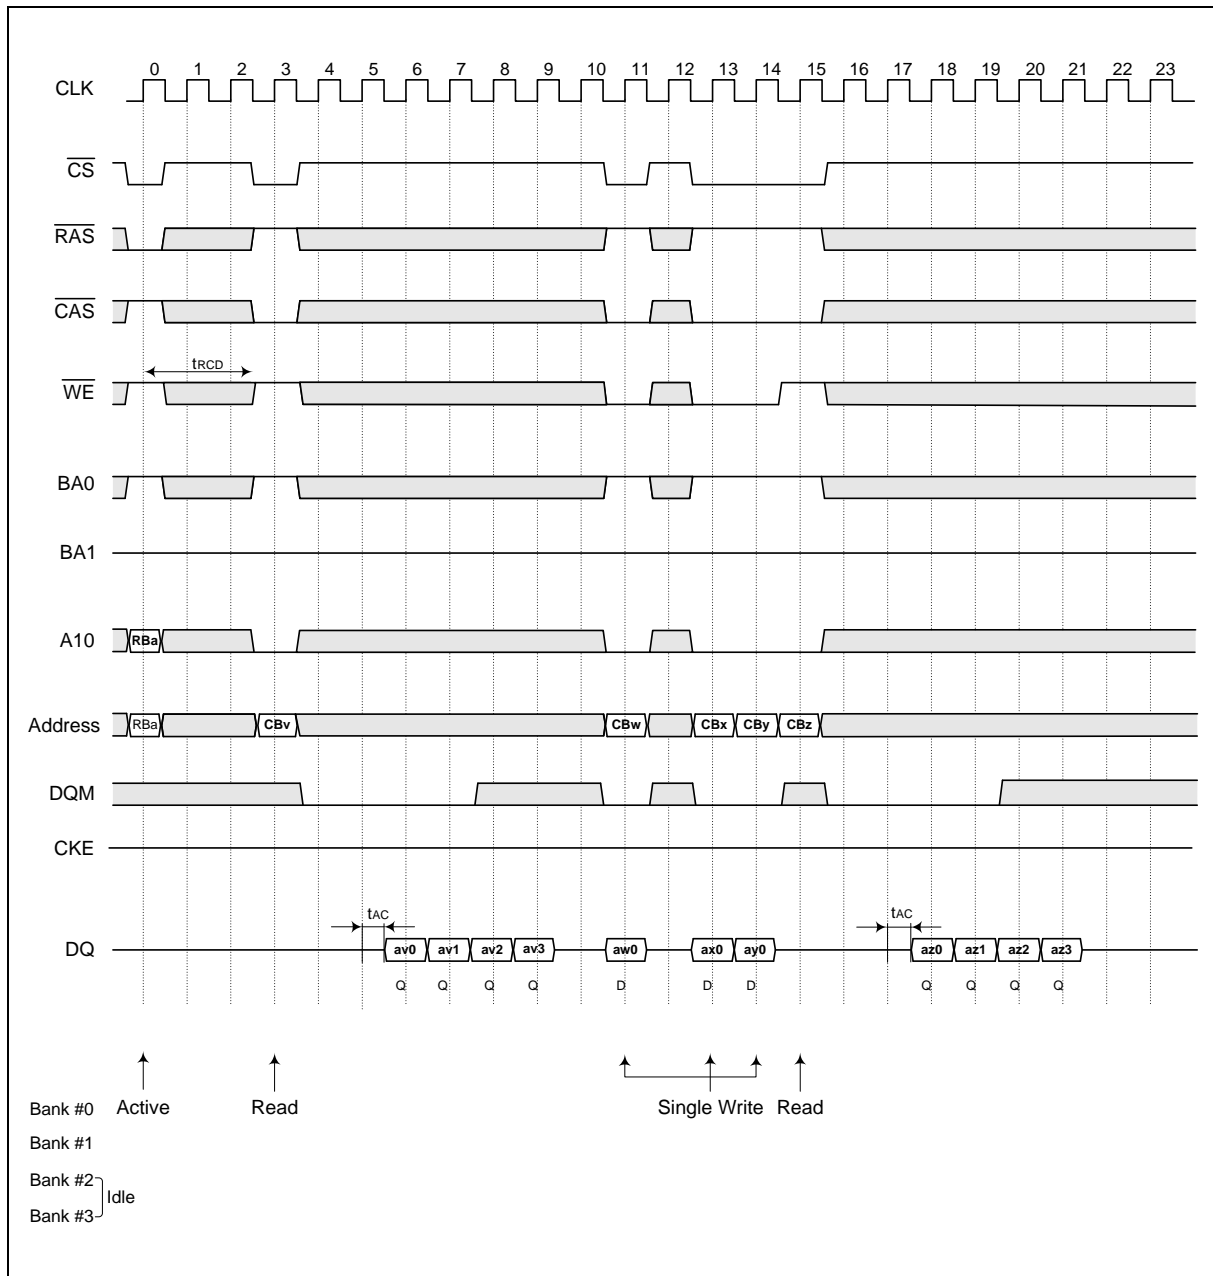 0 1 2 3 4 5 6 7 8 9 10 11 12 13 14 15 16 17 18 19 20 21 22 23
CLK
CS
RAS
CAS
tRCD
WE
BA0
BA1
A10 RBa
Address RBa CBv CBw CBx CBy CBz
DQM
CKE
tAC tAC
DQ av0 av1 av2 av3 aw0 ax0 ay0 az0 az1 az2 az3
Q Q Q Q D D D Q Q Q Q
Bank #0 Active Read Single Write Read
Bank #1
Bank #2
Idle
Bank #3